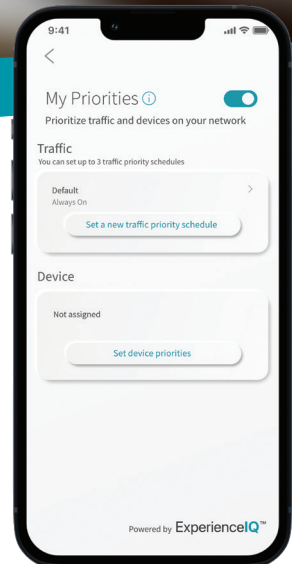 9:41
My Priorities
Prioritize traffic and devices on your network
Traffic
You can set up to 3 traffic priority schedules
Default
Always On
Set a new traffic priority schedule
Device
Not assigned
Set device priorities
Powered by ExperienceIQ™